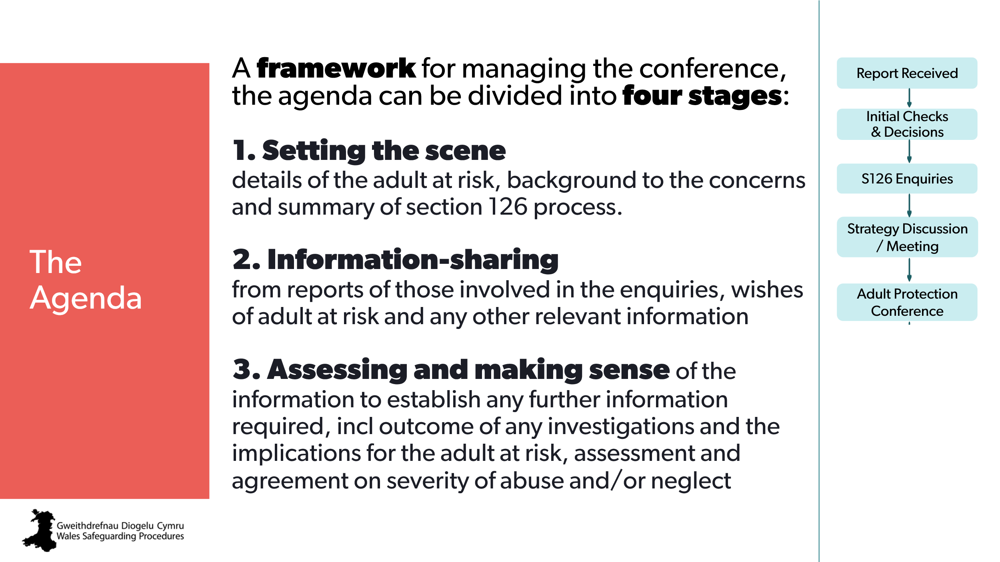 The
Agenda
A framework for managing the conference,
the agenda can be divided into four stages:
1. Setting the scene
details of the adult at risk, background to the concerns
and summary of section 126 process.
2. Information-sharing
from reports of those involved in the enquiries, wishes
of adult at risk and any other relevant information
3. Assessing and making sense of the
information to establish any further information
required, incl outcome of any investigations and the
implications for the adult at risk, assessment and
agreement on severity of abuse and/or neglect
Report Received
Initial Checks
& Decisions
S126 Enquiries
Strategy Discussion
/ Meeting
Adult Protection
Conference
Gweithdrefnau Diogelu Cymru
Wales Safeguarding Procedures